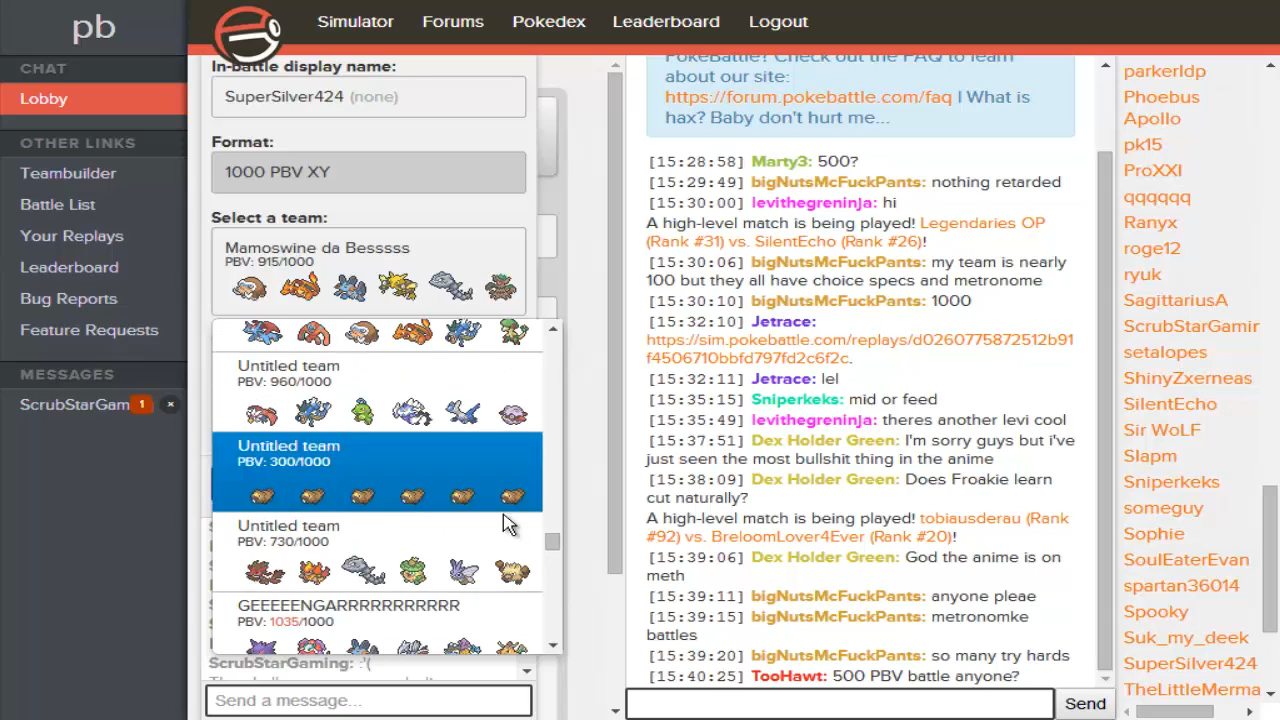 pb
Simulator
Forums
Pokedex
Leaderboard
Logout
CHAT
Lobby
OTHER LINKS
Teambuilder
Battle List
Your Replays
Leaderboard
Bug Reports
Feature Requests
MESSAGES
ScrubStarGam 1 ×
In-battle display name:
SuperSilver424 (none)
Format:
1000 PBV XY
Select a team:
Mamoswine da Besssss
PBV: 915/1000
Untitled team
PBV: 960/1000
Untitled team
PBV: 300/1000
Untitled team
PBV: 730/1000
GEEEEENGARRRRRRRRRRR
PBV: 1035/1000
ScrubStarGaming: :'(
Send a message...
PokeBattle? Check out the FAQ to learn
about our site:
https://forum.pokebattle.com/faq | What is
hax? Baby don't hurt me...
[15:28:58] Marty3: 500?
[15:29:49] bigNutsMcFuckPants: nothing retarded
[15:30:00] levithegreninja: hi
A high-level match is being played! Legendaries OP
(Rank #31) vs. SilentEcho (Rank #26)!
[15:30:06] bigNutsMcFuckPants: my team is nearly
100 but they all have choice specs and metronome
[15:30:10] bigNutsMcFuckPants: 1000
[15:32:10] Jetrace:
https://sim.pokebattle.com/replays/d0260775872512b91
f4506710bbfd797fd2c6f2c.
[15:32:11] Jetrace: lel
[15:35:15] Sniperkeks: mid or feed
[15:35:49] levithegreninja: theres another levi cool
[15:37:51] Dex Holder Green: I'm sorry guys but i've
just seen the most bullshit thing in the anime
[15:38:09] Dex Holder Green: Does Froakie learn
cut naturally?
A high-level match is being played! tobiausderau (Rank
#92) vs. BreloomLover4Ever (Rank #20)!
[15:39:06] Dex Holder Green: God the anime is on
meth
[15:39:11] bigNutsMcFuckPants: anyone pleae
[15:39:16] bigNutsMcFuckPants: metronomke
battles
[15:39:20] bigNutsMcFuckPants: so many try hards
[15:40:25] TooHawt: 500 PBV battle anyone?
Send
parkerldp
Phoebus
Apollo
pk15
ProXXI
qqqqqq
Ranyx
roge12
ryuk
SagittariusA
ScrubStarGamir
setalopes
ShinyZxerneas
SilentEcho
Sir WoLF
Slapm
Sniperkeks
someguy
Sophie
SoulEaterEvan
spartan36014
Spooky
Suk_my_deek
SuperSilver424
TheLittleMerma